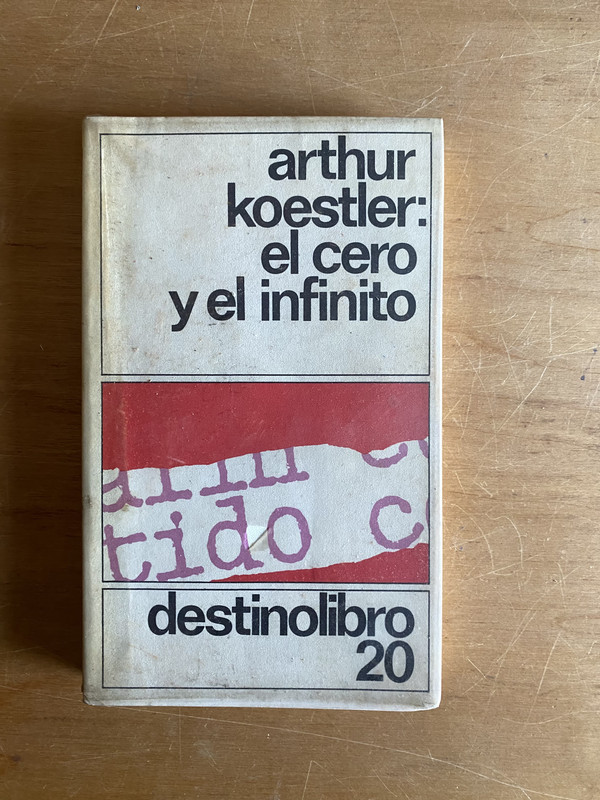 arthur
koestler:
el cero
y el infinito
tido
destinolibro
20